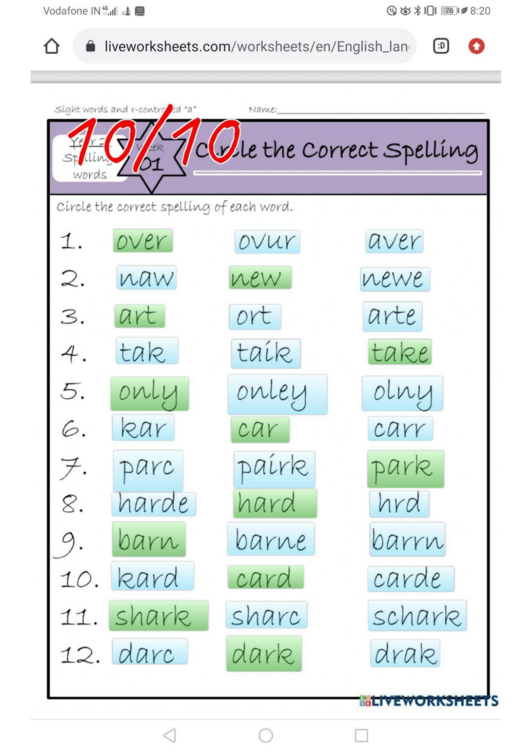 Vodafone IN 4G 76 8:20
liveworksheets.com/worksheets/en/English_lan :D
Sight words and r-controlled "a" Name:
10/10
Year 2 Week Circle the Correct Spelling
Spelling 01
words
Circle the correct spelling of each word.
1. over ovur aver
2. naw new newe
3. art ort arte
4. tak taik take
5. only onley olny
6. kar car carr
7. parc pairk park
8. harde hard hrd
9. barn barne barrn
10. kard card carde
11. shark sharc schark
12. darc dark drak
LIVEWORKSHEETS